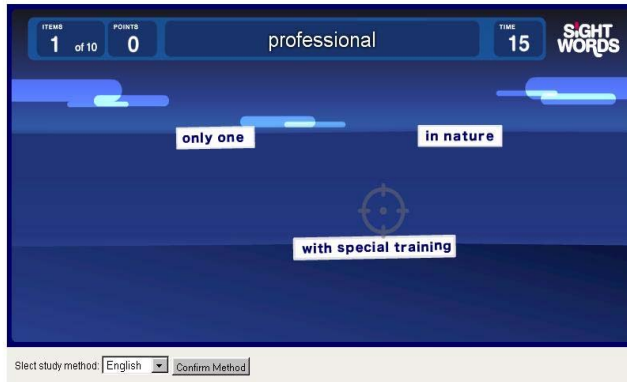 ITEMS
1 of 10
POINTS
0
professional
TIME
15
SIGHT
WORDS
only one
in nature
with special training
Slect study method: English Confirm Method